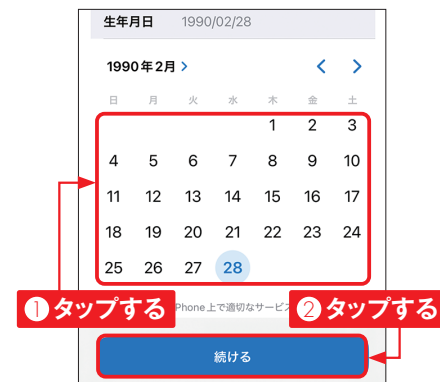 生年月日 1990/02/28
1990年2月 >
日 月 火 水 木 金 土
1 2 3
4 5 6 7 8 9 10
11 12 13 14 15 16 17
18 19 20 21 22 23 24
25 26 27 28
Phone上で適切なサービス
①タップする
②タップする
続ける